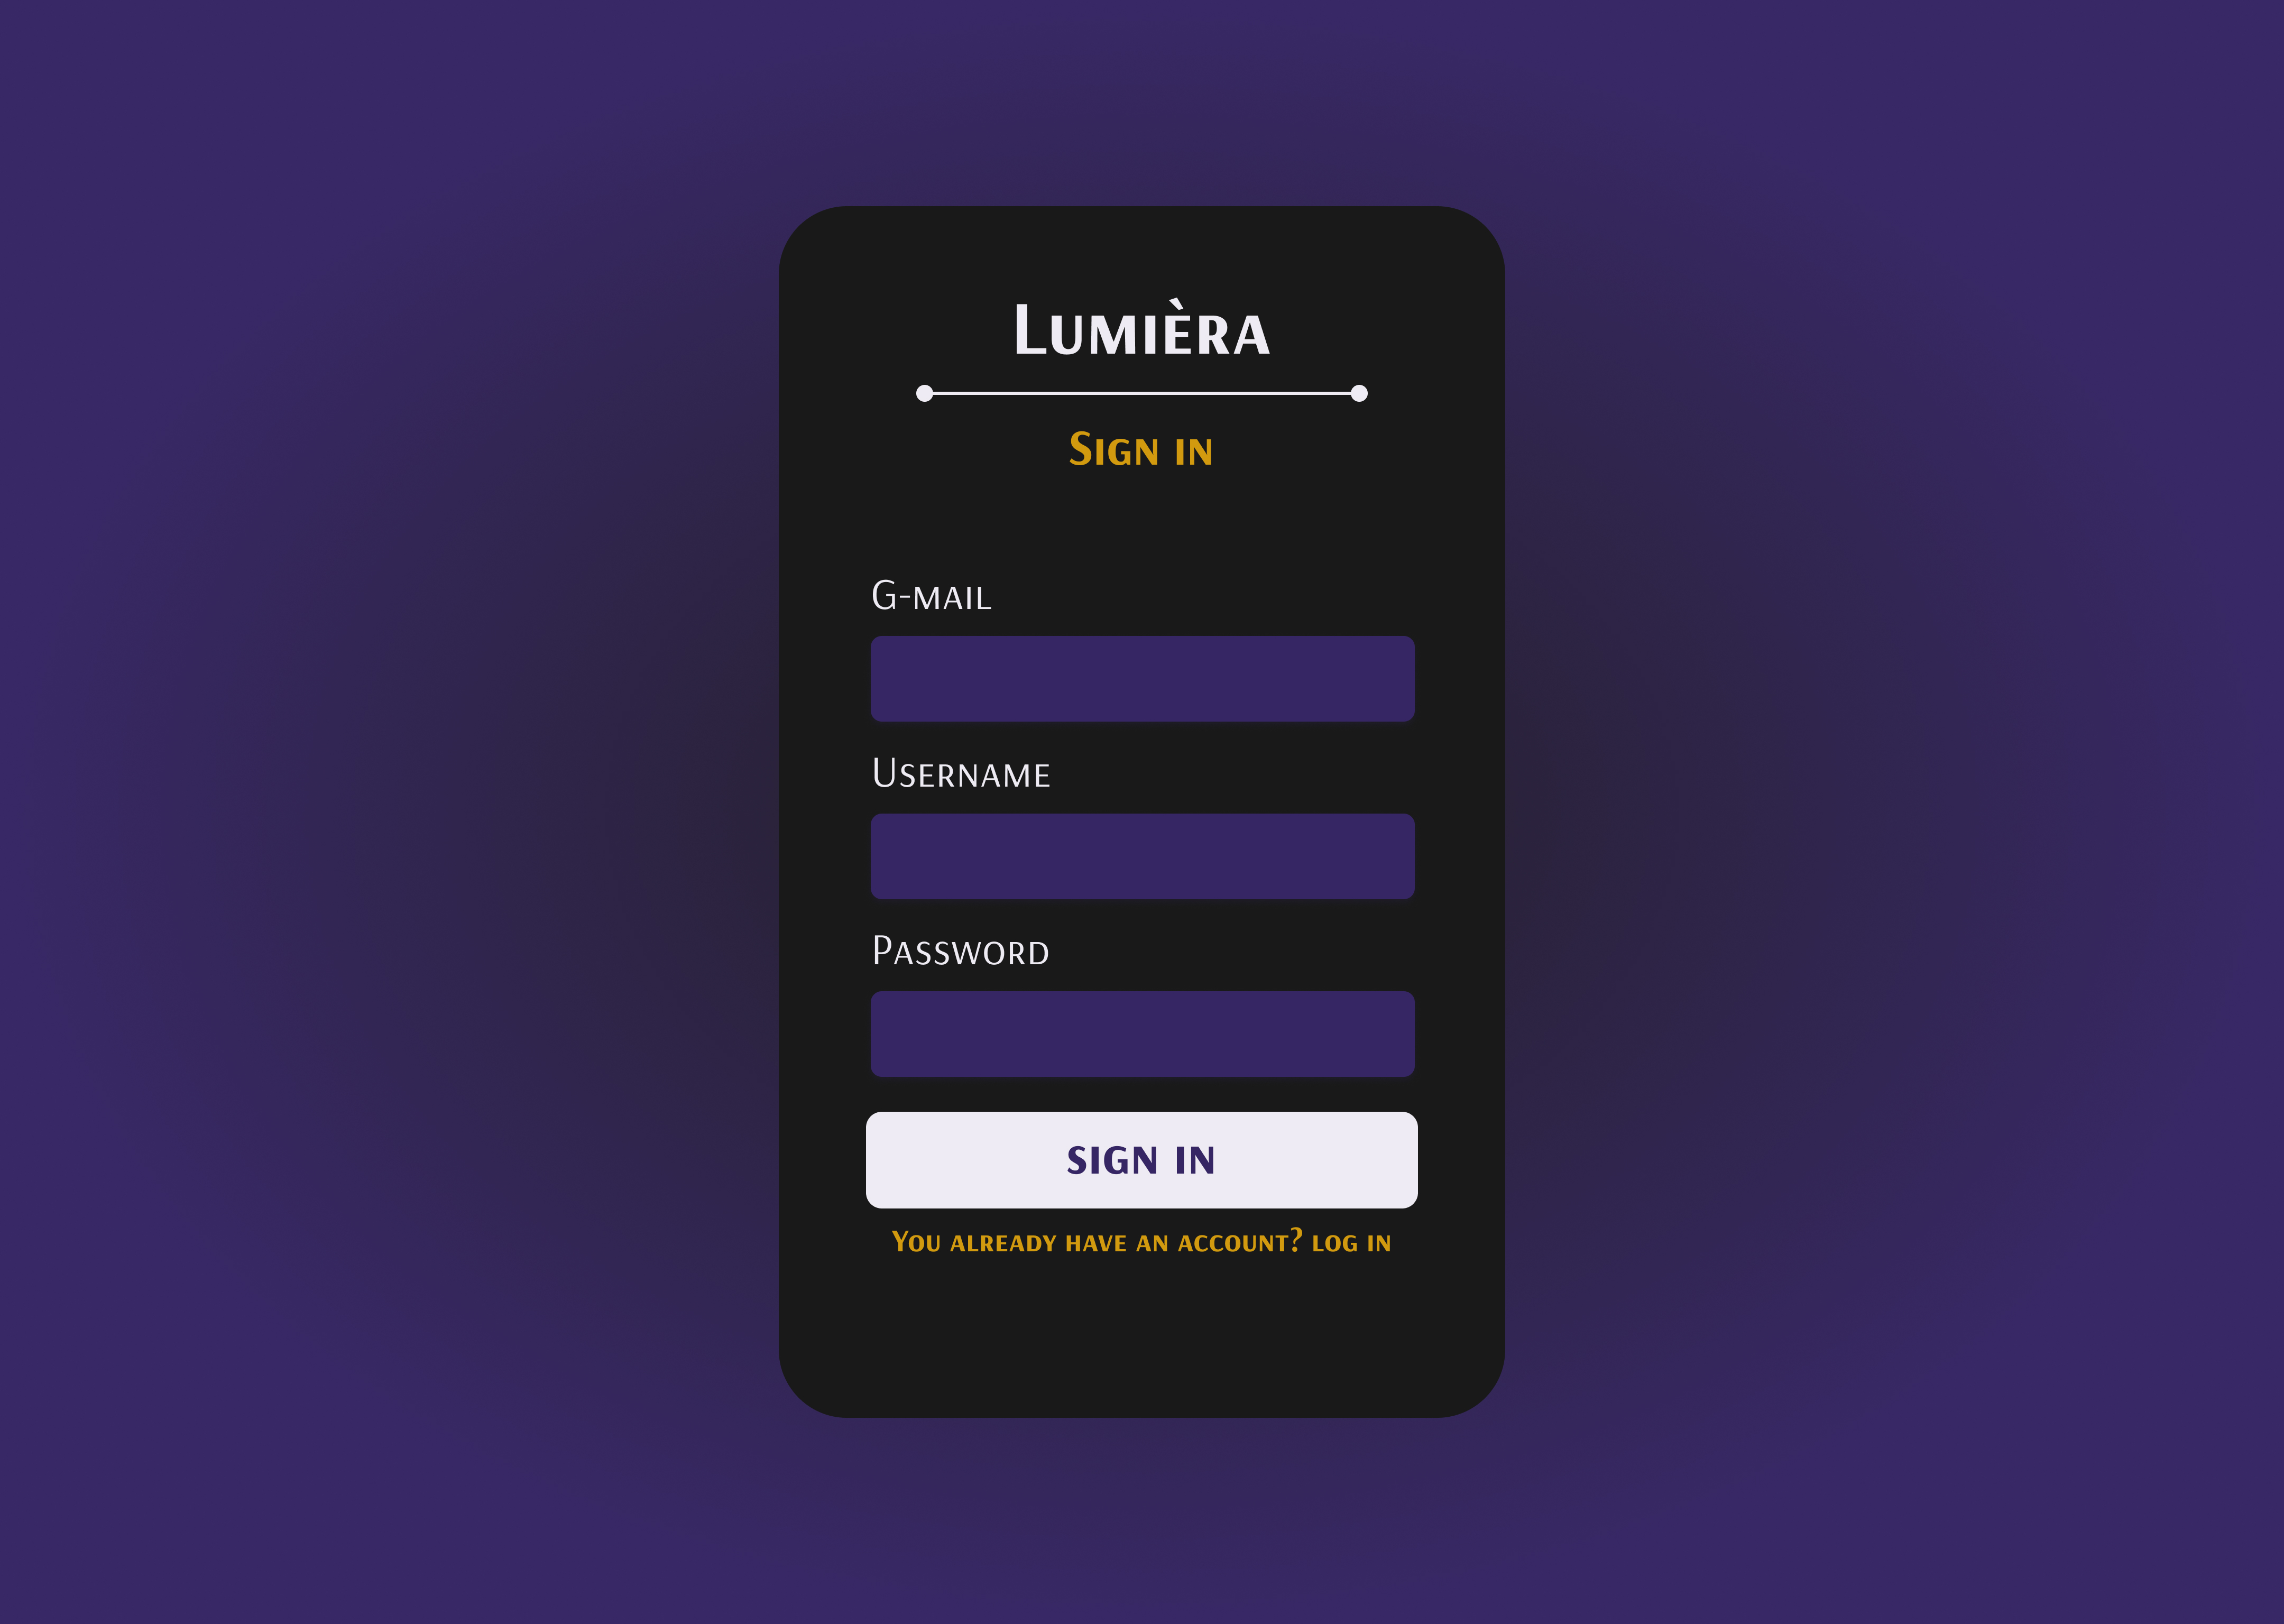 Lumièra
Sign in
G-mail
Username
Password
sign in
You already have an account? log in